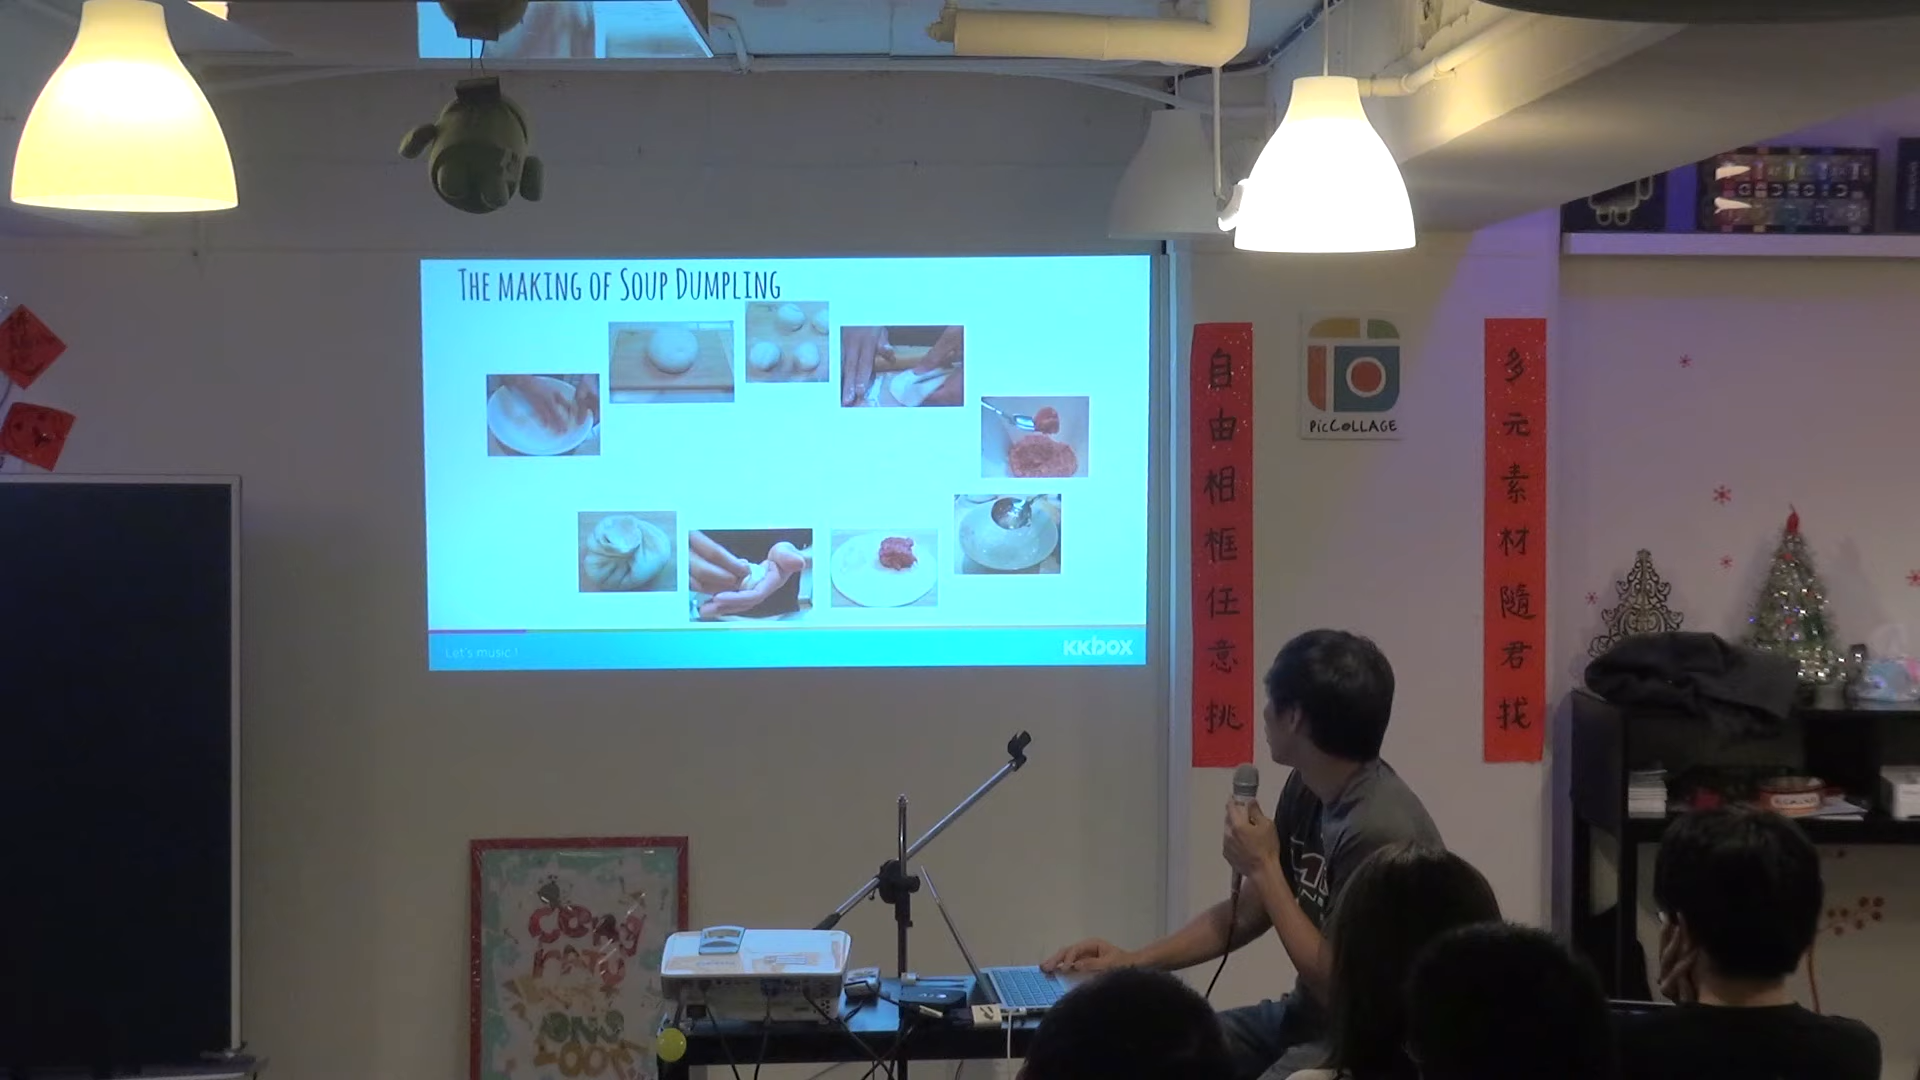 The making of Soup Dumpling
Let's music !
KKBOX
自由相框任意挑
PicCOLLAGE
多元素材隨君找